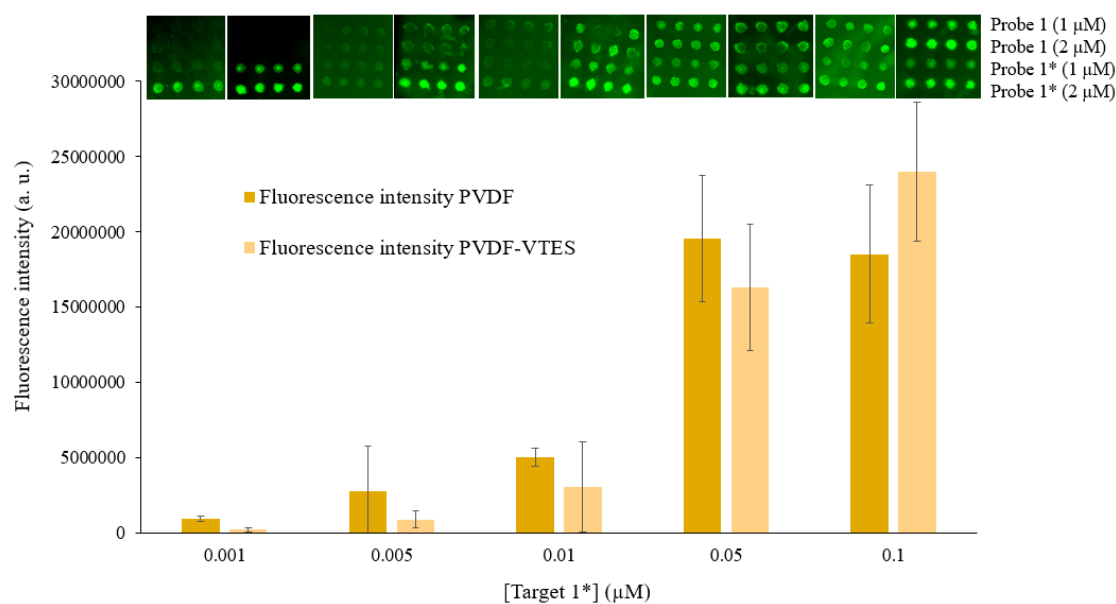 Probe 1 (1 μM)
Probe 1 (2 μM)
Probe 1* (1 μM)
Probe 1* (2 μM)
30000000
25000000
20000000
15000000
10000000
5000000
0
Fluorescence intensity (a. u.)
Fluorescence intensity PVDF
Fluorescence intensity PVDF-VTES
0.001 0.005 0.01 0.05 0.1
[Target 1*] (μM)